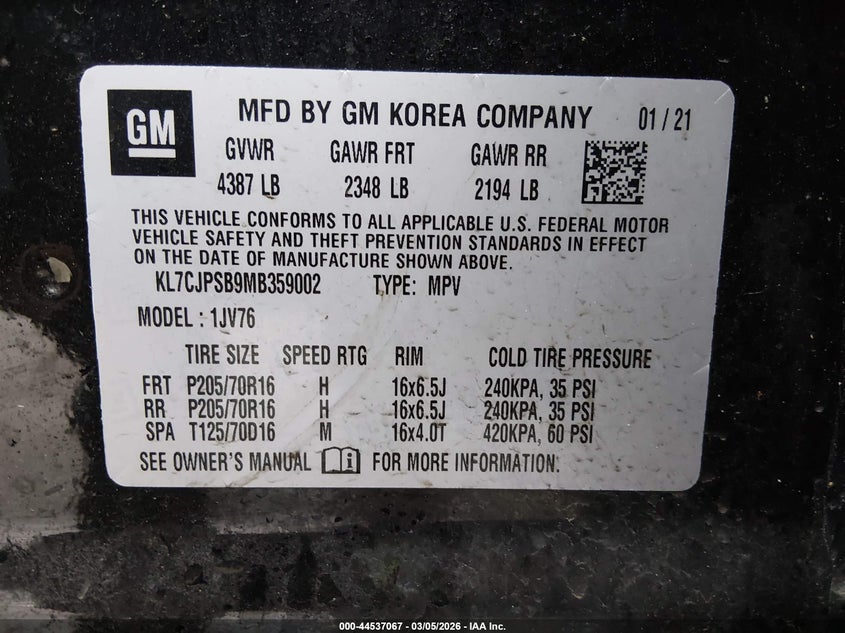 GM
MFD BY GM KOREA COMPANY 01 / 21
GVWR GAWR FRT GAWR RR
4387 LB 2348 LB 2194 LB
THIS VEHICLE CONFORMS TO ALL APPLICABLE U.S. FEDERAL MOTOR
VEHICLE SAFETY AND THEFT PREVENTION STANDARDS IN EFFECT
ON THE DATE OF MANUFACTURE SHOWN ABOVE.
KL7CJPSB9MB359002 TYPE: MPV
MODEL : 1JV76
TIRE SIZE SPEED RTG RIM COLD TIRE PRESSURE
FRT P205/70R16 H 16x6.5J 240KPA, 35 PSI
RR P205/70R16 H 16x6.5J 240KPA, 35 PSI
SPA T125/70D16 M 16x4.0T 420KPA, 60 PSI
SEE OWNER'S MANUAL i FOR MORE INFORMATION.
000-44537067 - 03/05/2026 - IAA Inc.